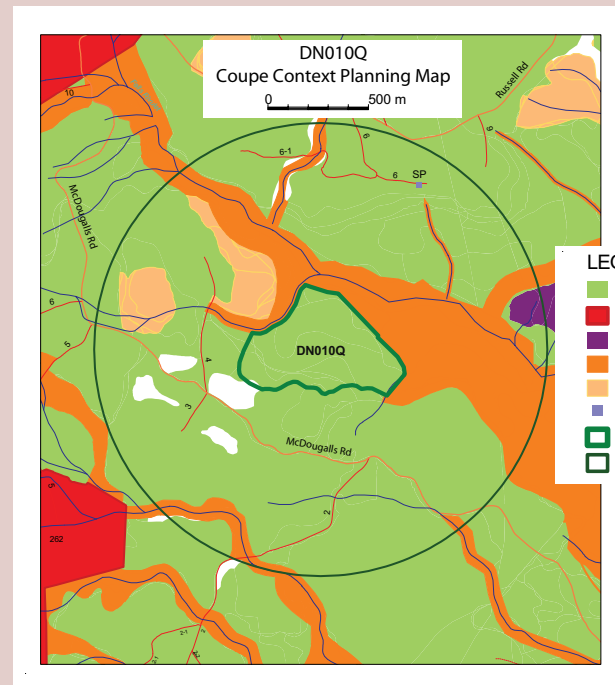 DN010Q
Coupe Context Planning Map
0 500 m
Russell Rd
10
6
9
6-1
6
SP
McDougalls Rd
LEG
6
5
4
DN010Q
3
McDougalls Rd
5
2
262
2-1